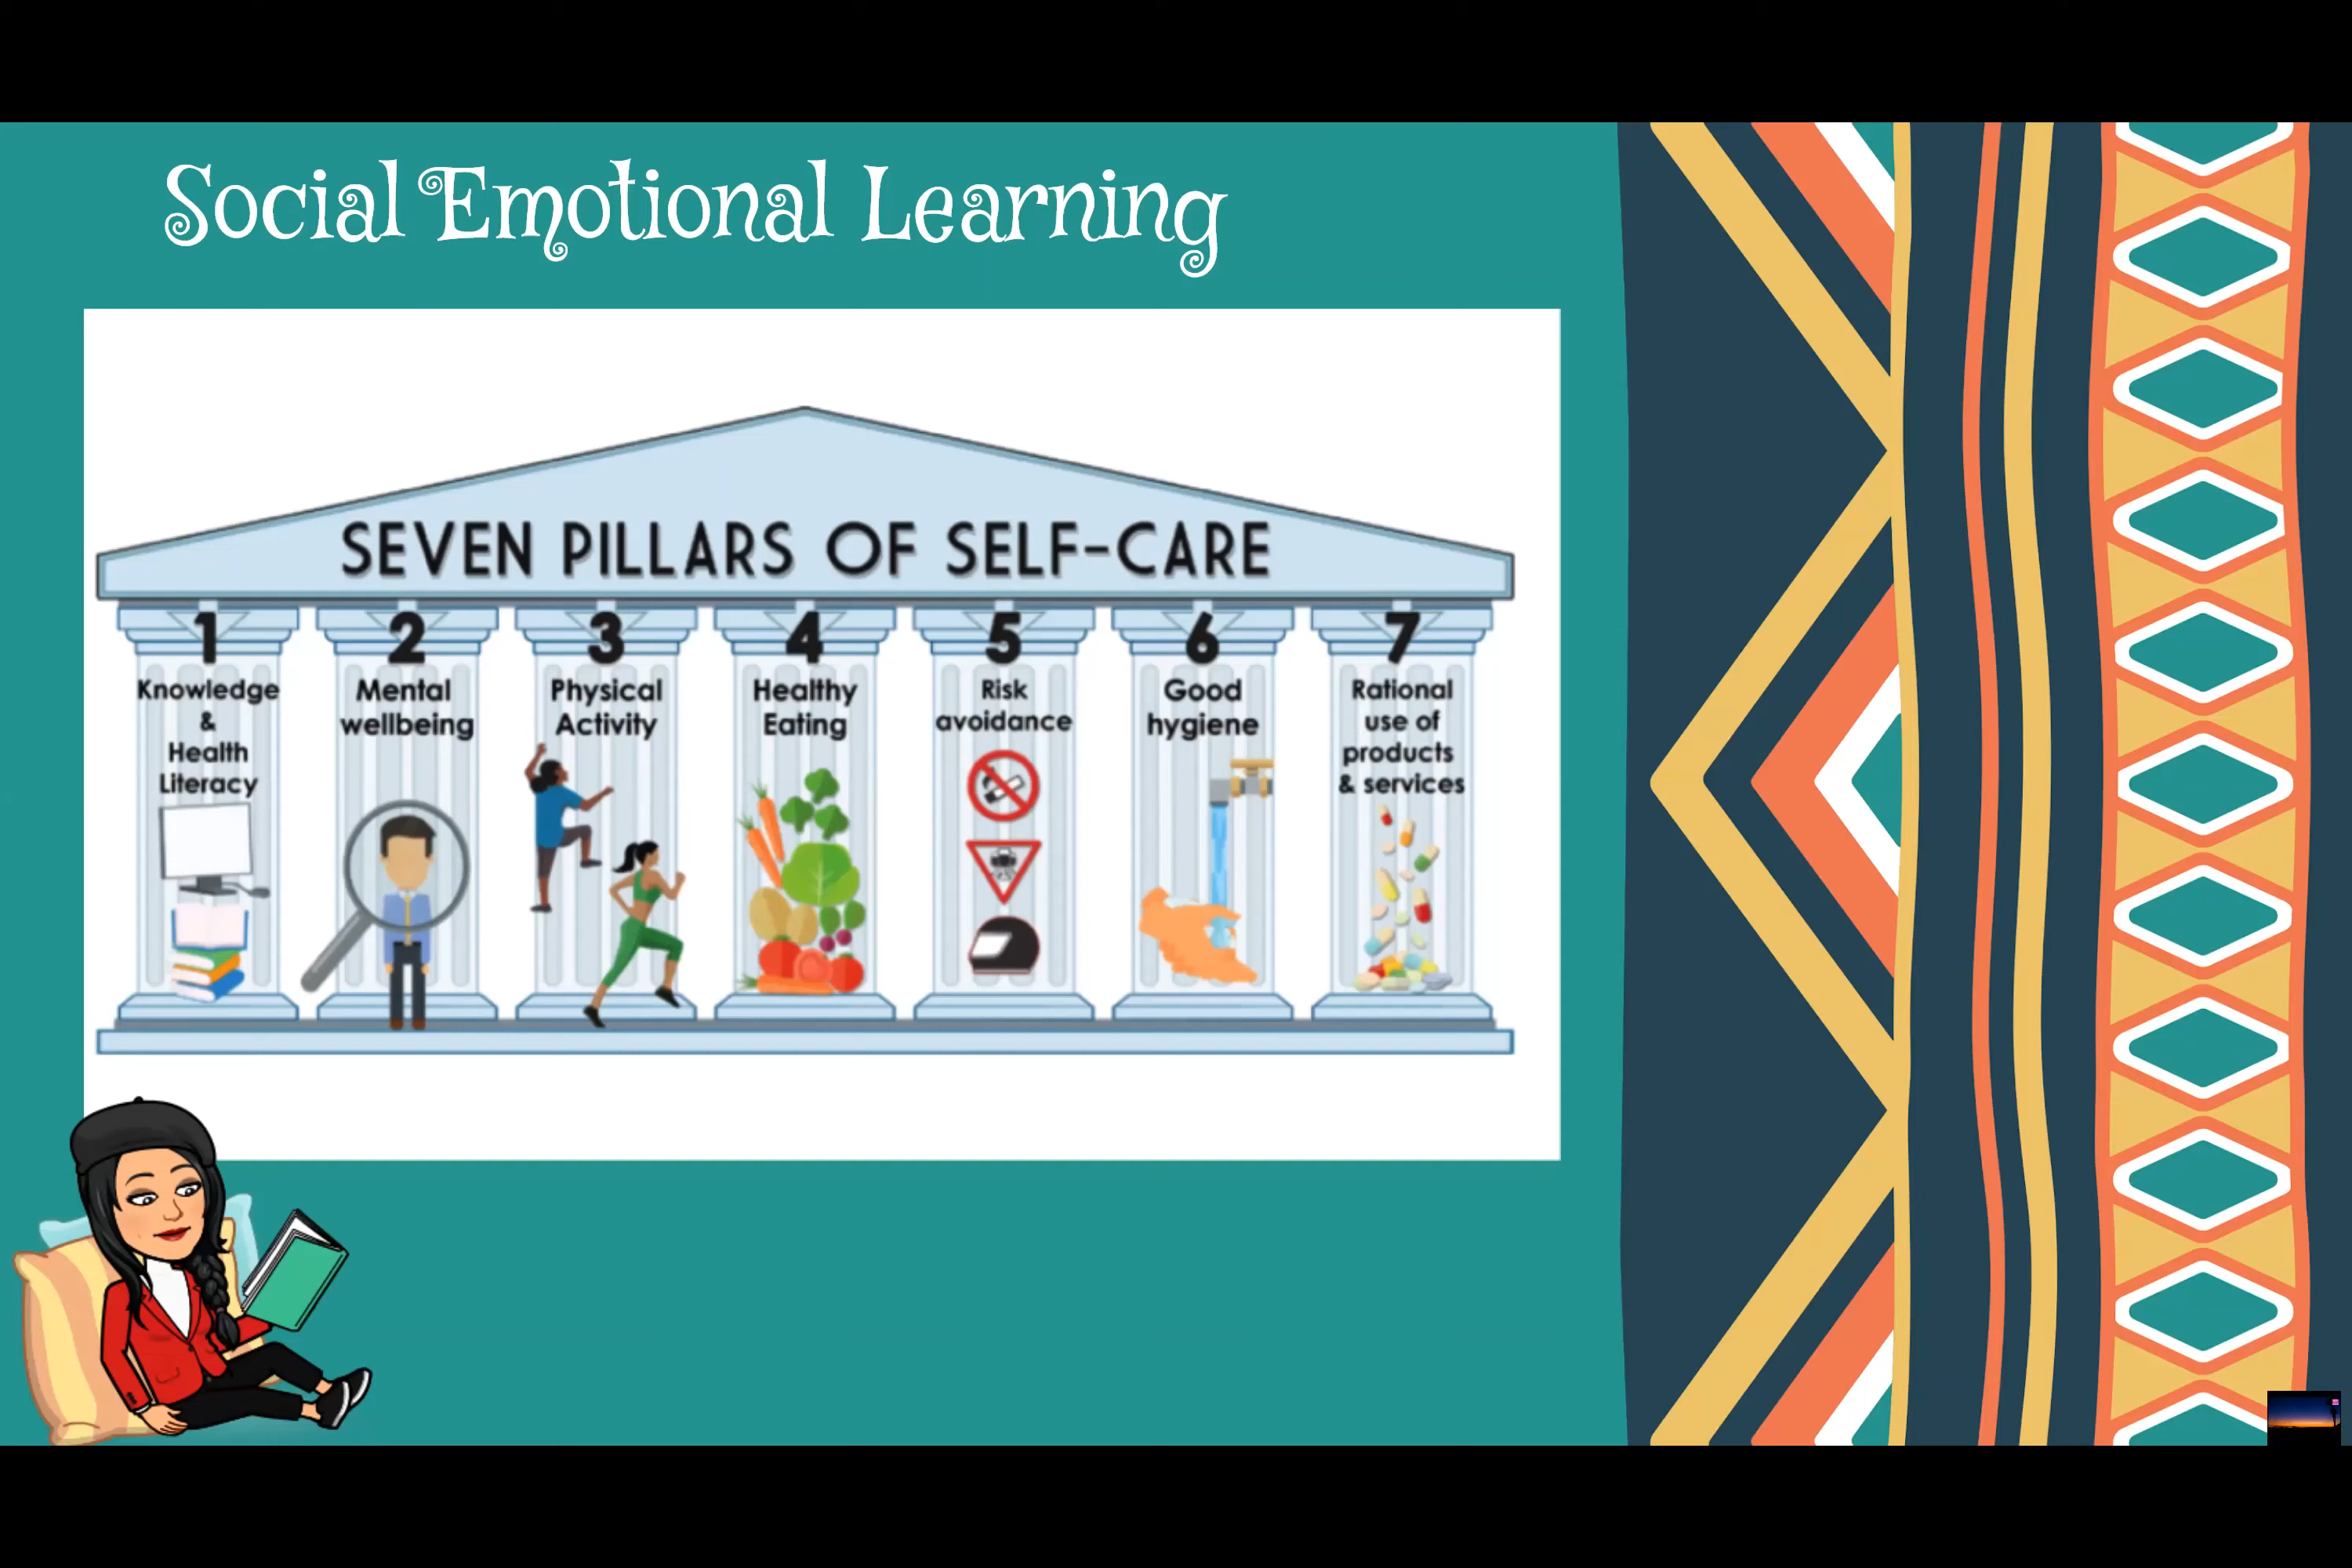 Social Emotional Learning
SEVEN PILLARS OF SELF-CARE
1
Knowledge
&
Health
Literacy
2
Mental
wellbeing
3
Physical
Activity
4
Healthy
Eating
5
Risk
avoidance
6
Good
hygiene
7
Rational
use of
products
& services